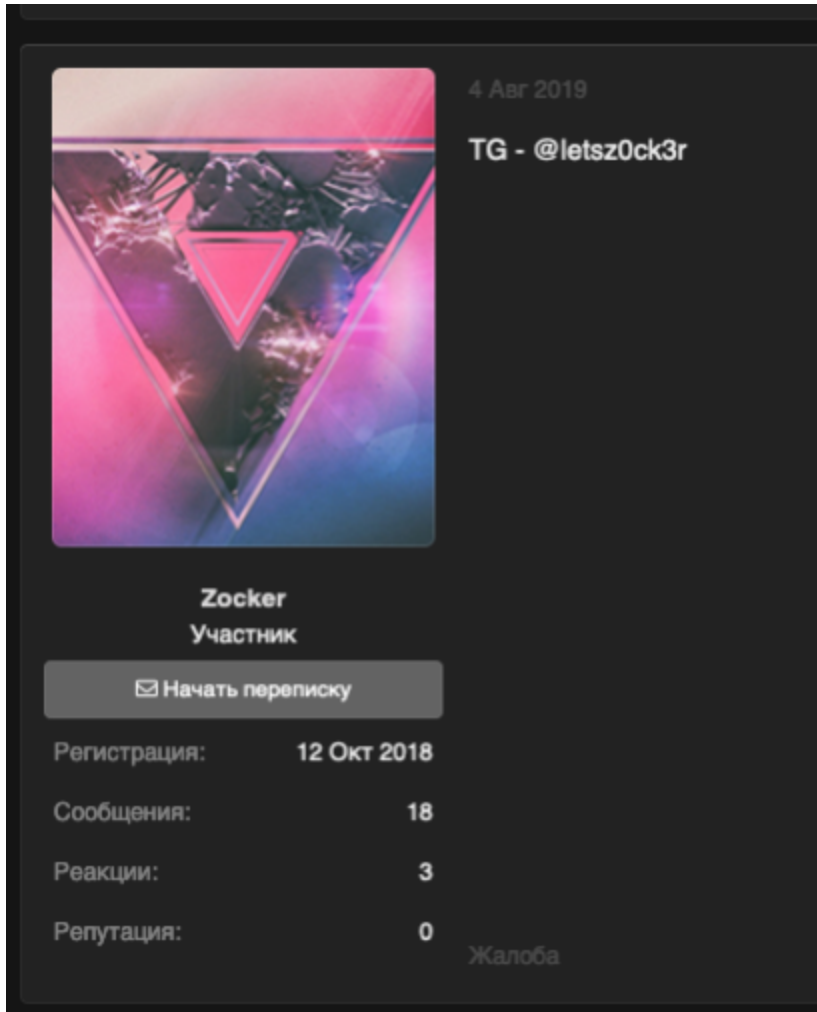 4 Авг 2019
TG - @letsz0ck3r
Zocker
Участник
Начать переписку
Регистрация: 12 Окт 2018
Сообщения: 18
Реакции: 3
Репутация: 0
Жалоба